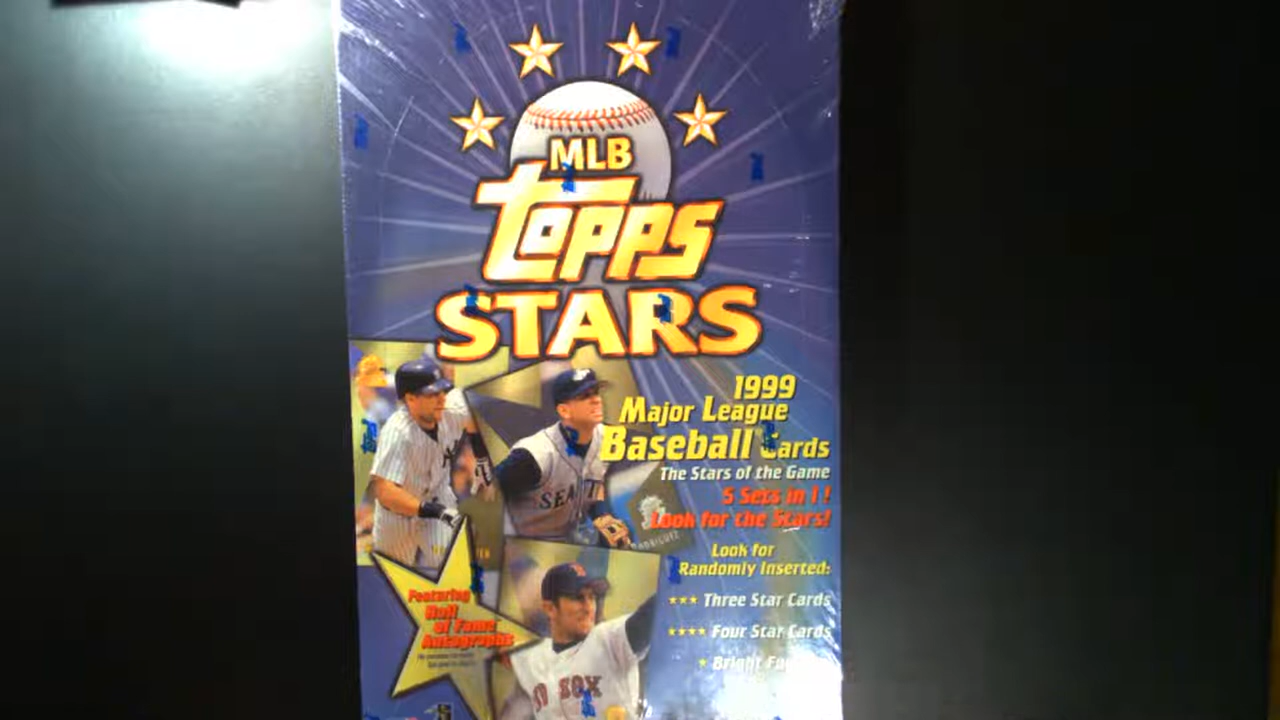 MLB
Topps
STARS
1999
Major League
Baseball Cards
The Stars of the Game
5 Sets in 1!
Look for the Stars!
Look for
Randomly Inserted:
Three Star Cards
Four Star Cards
Bright
Featuring
Hall
of Fame
Autographs
SEATT
RED SOX